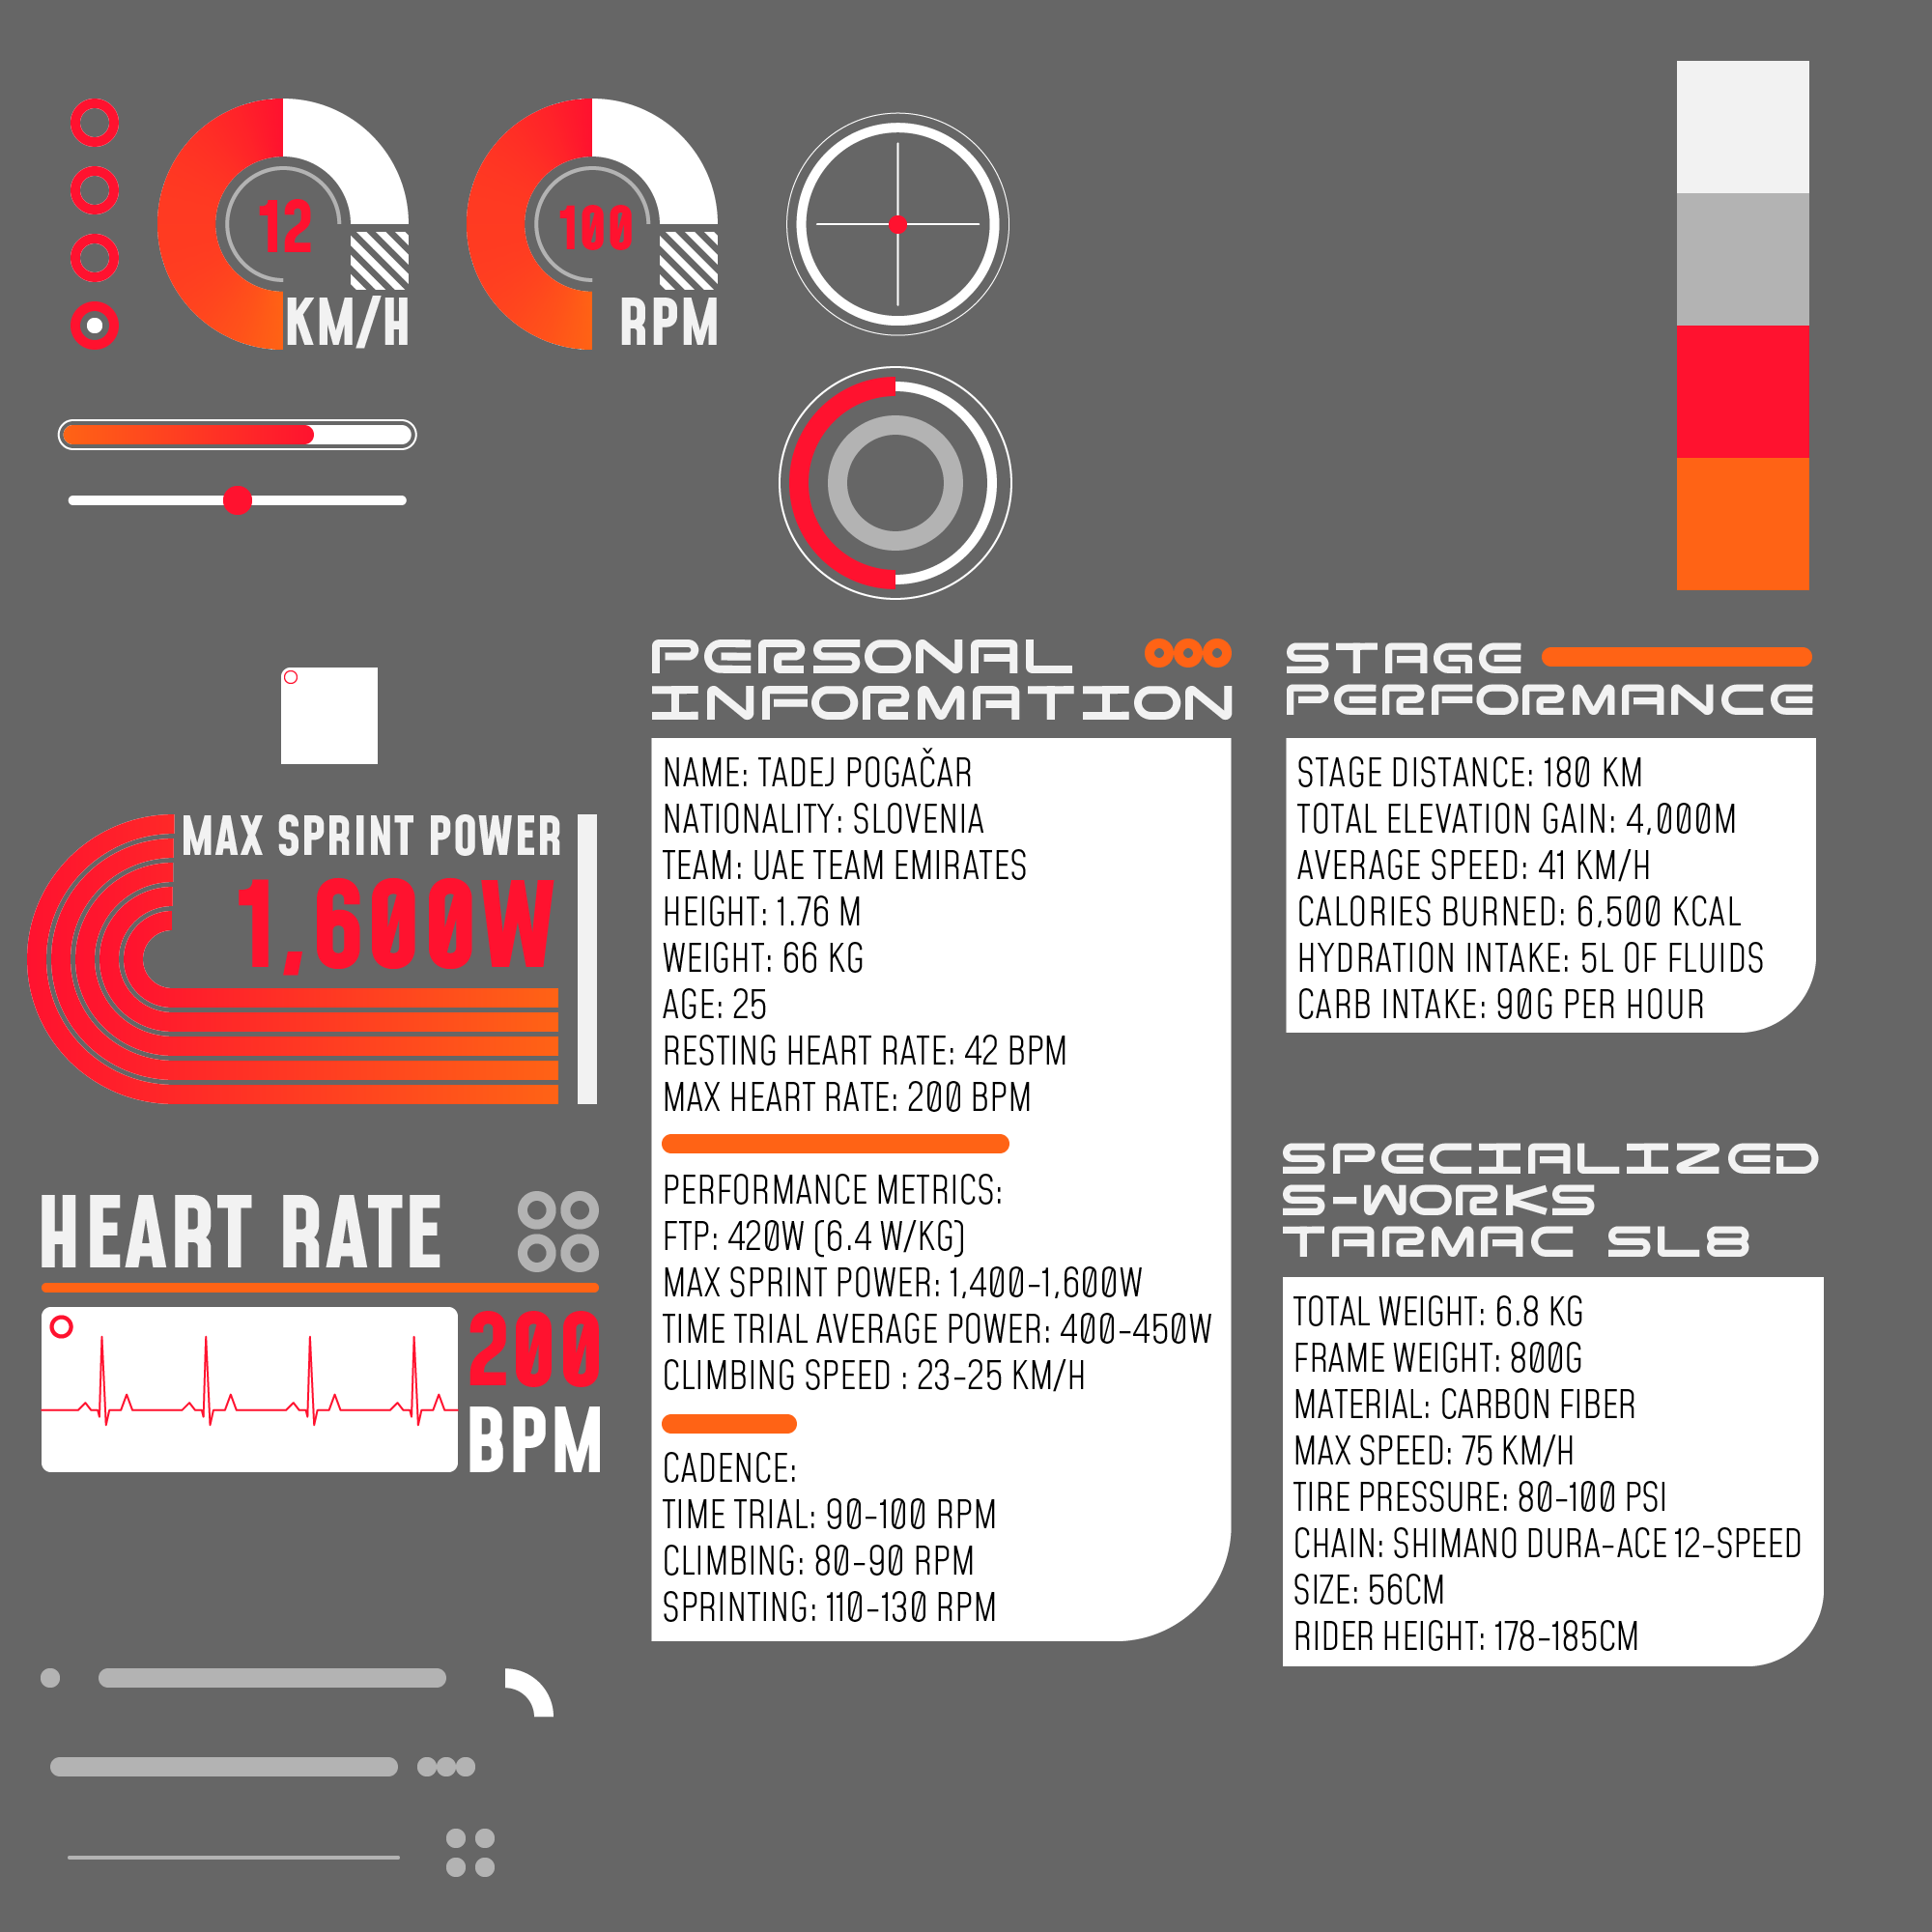 12
KM/H
100
RPM
MAX SPRINT POWER
1,600W
HEART RATE
200
BPM
PERSONAL
INFORMATION
NAME: TADEJ POGAČAR
NATIONALITY: SLOVENIA
TEAM: UAE TEAM EMIRATES
HEIGHT: 1.76 M
WEIGHT: 66 KG
AGE: 25
RESTING HEART RATE: 42 BPM
MAX HEART RATE: 200 BPM
PERFORMANCE METRICS:
FTP: 420W (6.4 W/KG)
MAX SPRINT POWER: 1,400-1,600W
TIME TRIAL AVERAGE POWER: 400-450W
CLIMBING SPEED : 23-25 KM/H
CADENCE:
TIME TRIAL: 90-100 RPM
CLIMBING: 80-90 RPM
SPRINTING: 110-130 RPM
STAGE
PERFORMANCE
STAGE DISTANCE: 180 KM
TOTAL ELEVATION GAIN: 4,000M
AVERAGE SPEED: 41 KM/H
CALORIES BURNED: 6,500 KCAL
HYDRATION INTAKE: 5L OF FLUIDS
CARB INTAKE: 90G PER HOUR
SPECIALIZED
S-WORKS
TARMAC SL8
TOTAL WEIGHT: 6.8 KG
FRAME WEIGHT: 800G
MATERIAL: CARBON FIBER
MAX SPEED: 75 KM/H
TIRE PRESSURE: 80-100 PSI
CHAIN: SHIMANO DURA-ACE 12-SPEED
SIZE: 56CM
RIDER HEIGHT: 178-185CM